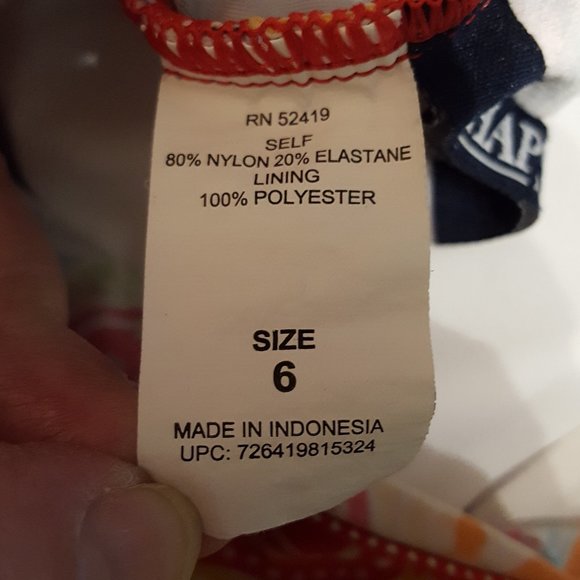 RN 52419
SELF
80% NYLON 20% ELASTANE
LINING
100% POLYESTER
SIZE
6
MADE IN INDONESIA
UPC: 726419815324